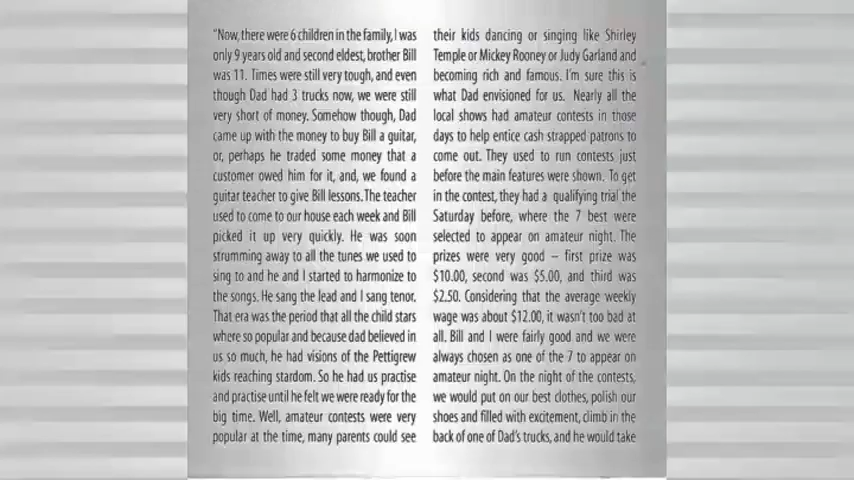 “Now, there were 6 children in the family, I was
only 9 years old and second eldest, brother Bill
was 11. Times were still very tough, and even
though Dad had 3 trucks now, we were still
very short of money. Somehow though, Dad
came up with the money to buy Bill a guitar,
or, perhaps he traded some money that a
customer owed him for it, and, we found a
guitar teacher to give Bill lessons. The teacher
used to come to our house each week and Bill
picked it up very quickly. He was soon
strumming away to all the tunes we used to
sing to and he and I started to harmonize to
the songs. He sang the lead and I sang tenor.
That era was the period that all the child stars
where so popular and because dad believed in
us so much, he had visions of the Pettigrew
kids reaching stardom. So he had us practise
and practise until he felt we were ready for the
big time. Well, amateur contests were very
popular at the time, many parents could see
their kids dancing or singing like Shirley
Temple or Mickey Rooney or Judy Garland and
becoming rich and famous. I’m sure this is
what Dad envisioned for us. Nearly all the
local shows had amateur contests in those
days to help entice cash strapped patrons to
come out. They used to run contests just
before the main features were shown. To get
in the contest, they had a qualifying trial the
Saturday before, where the 7 best were
selected to appear on amateur night. The
prizes were very good – first prize was
$10.00, second was $5.00, and third was
$2.50. Considering that the average weekly
wage was about $12.00, it wasn’t too bad at
all. Bill and I were fairly good and we were
always chosen as one of the 7 to appear on
amateur night. On the night of the contests,
we would put on our best clothes, polish our
shoes and filled with excitement, climb in the
back of one of Dad’s trucks, and he would take